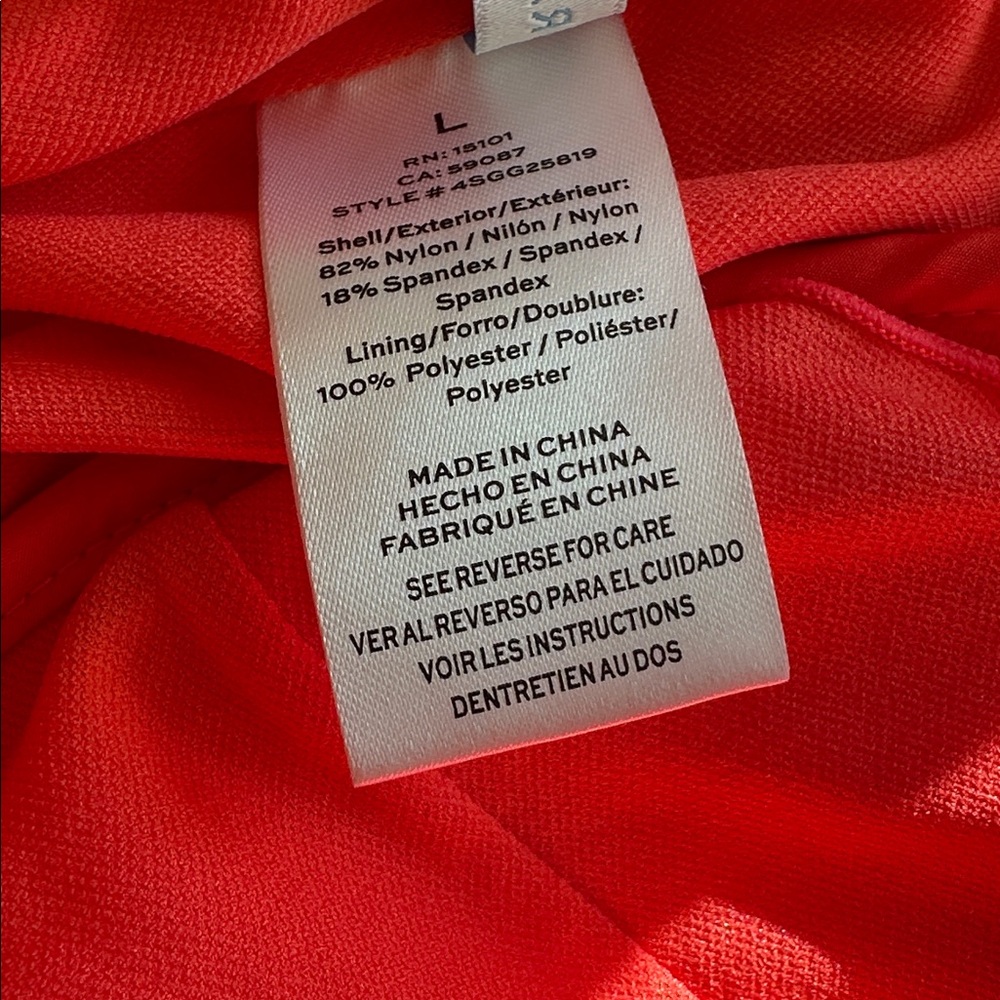 L
RN: 15101
CA: 59087
STYLE # 4SGG25819
Shell/Exterior/Extérieur:
82% Nylon / Nilón / Nylon
18% Spandex / Spandex /
Spandex
Lining/Forro/Doublure:
100% Polyester / Poliéster/
Polyester
MADE IN CHINA
HECHO EN CHINA
FABRIQUÉ EN CHINE
SEE REVERSE FOR CARE
VER AL REVERSO PARA EL CUIDADO
VOIR LES INSTRUCTIONS
DENTRETIEN AU DOS